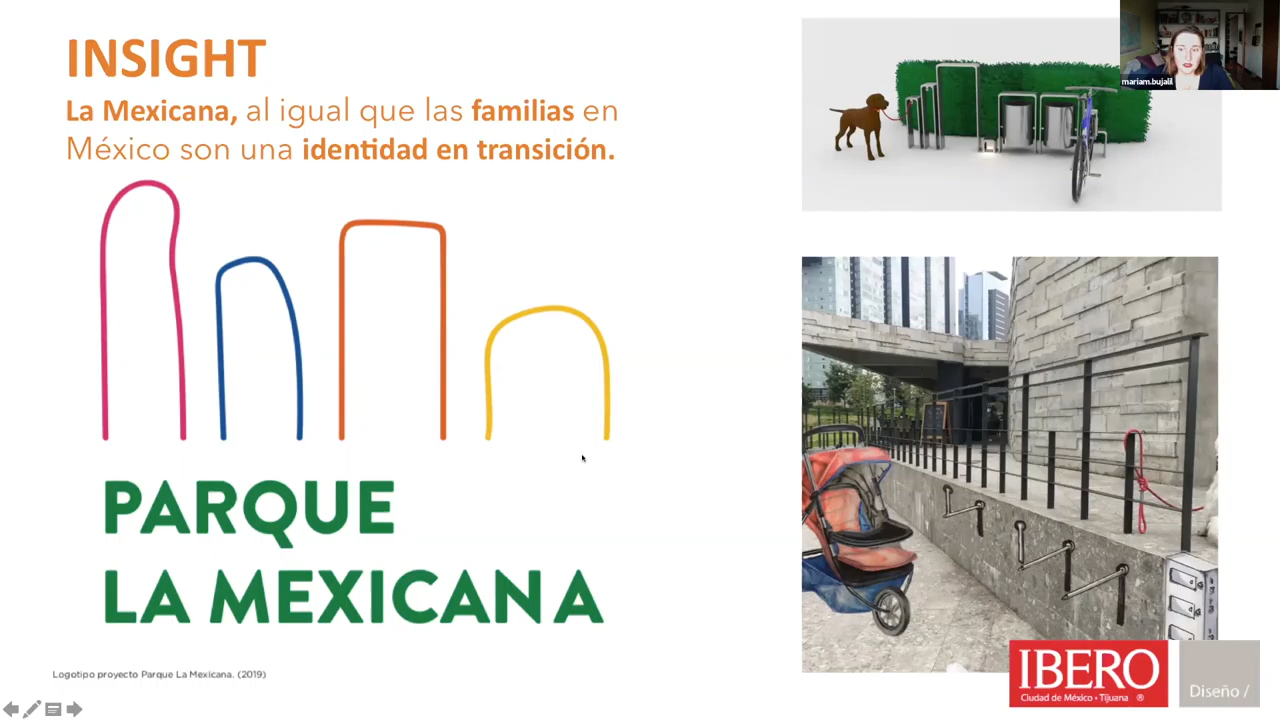 INSIGHT
La Mexicana, al igual que las familias en
México son una identidad en transición.
mariam.bujalil
PARQUE
LA MEXICANA
Logotipo proyecto Parque La Mexicana. (2019)
IBERO
Ciudad de México • Tijuana ®
Diseño /